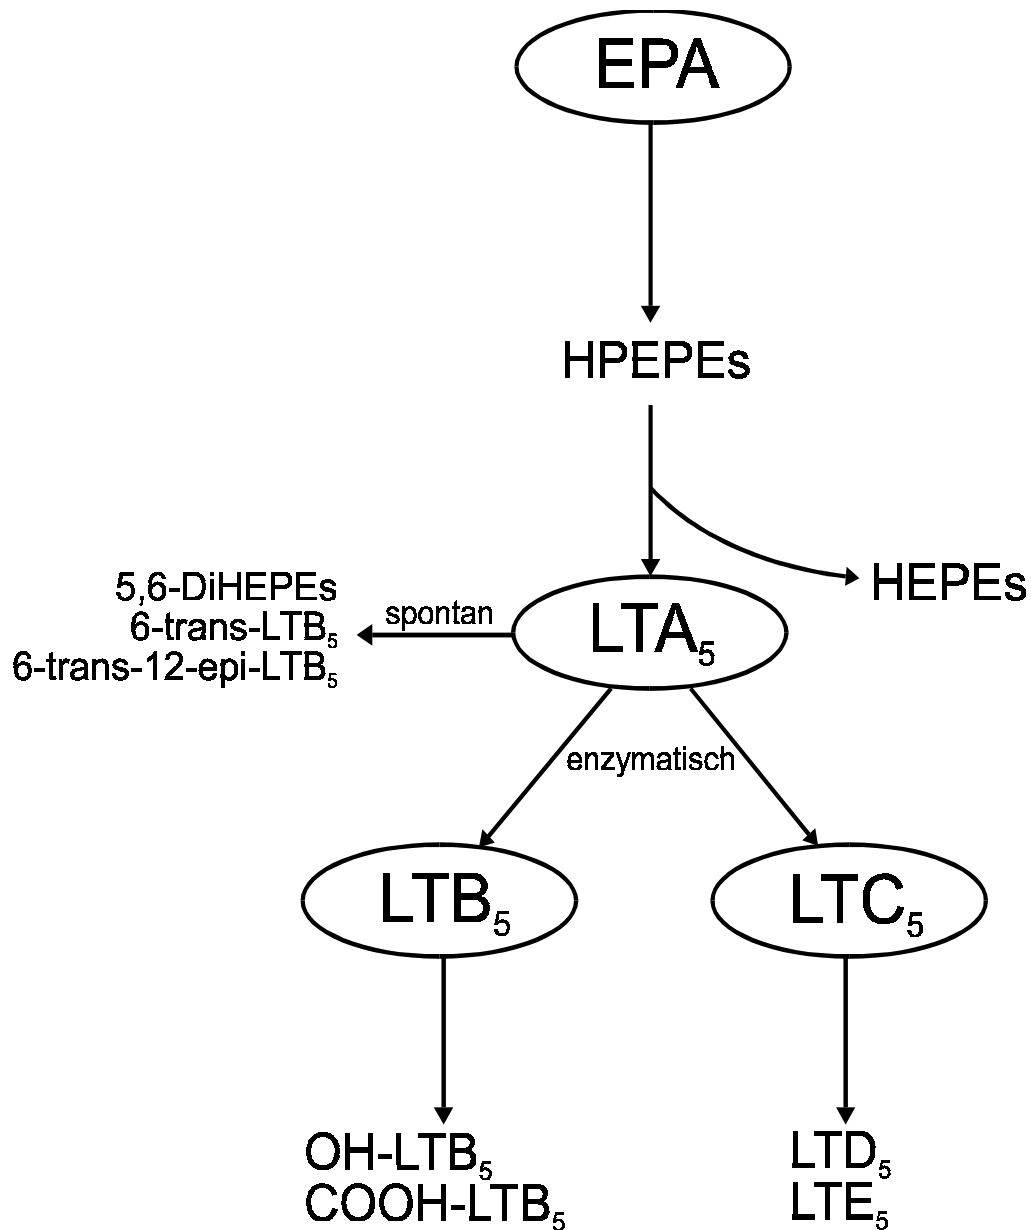 EPA
HPEPEs
HEPEs
5,6-DiHEPEs
6-trans-LTB₅
6-trans-12-epi-LTB₅
spontan
LTA₅
enzymatisch
LTB₅
LTC₅
OH-LTB₅
COOH-LTB₅
LTD₅
LTE₅